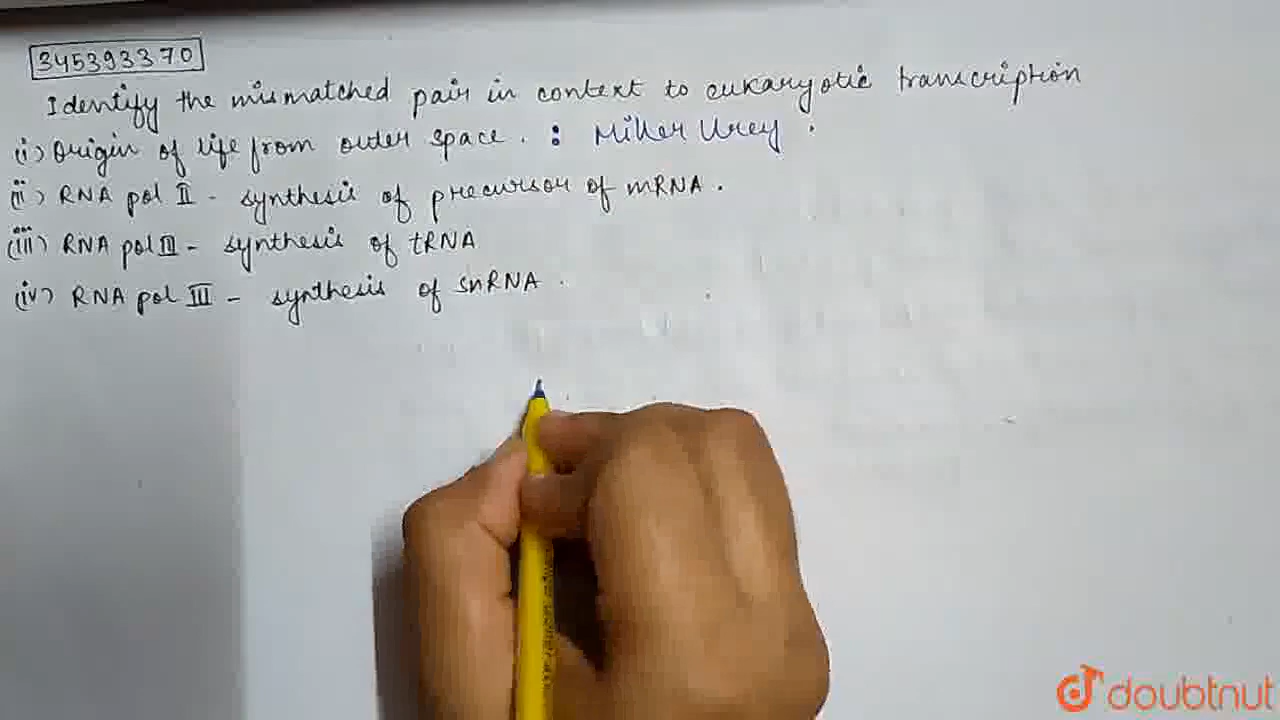 345393370
Identify the mismatched pair in context to eukaryotic transcription
(i) Origin of life from outer space. : Miller Urey.
(ii) RNA pol II - synthesis of precursor of mRNA.
(iii) RNA pol III - synthesis of tRNA
(iv) RNA pol III - synthesis of SnRNA.
doubtnut